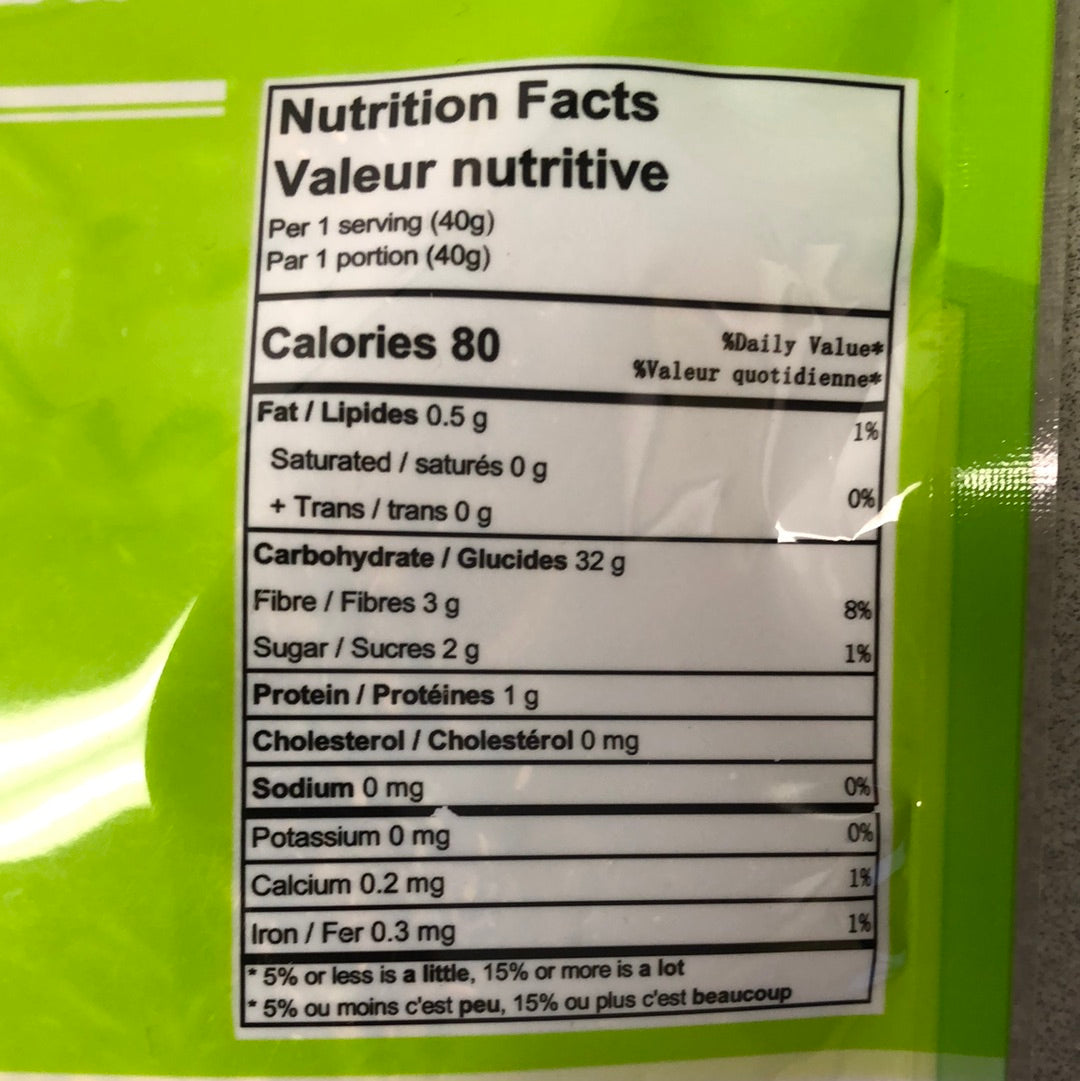 Nutrition Facts
Valeur nutritive
Per 1 serving (40g)
Par 1 portion (40g)
Calories 80
%Daily Value*
%Valeur quotidienne*
Fat / Lipides 0.5 g 1%
Saturated / saturés 0 g
+ Trans / trans 0 g 0%
Carbohydrate / Glucides 32 g
Fibre / Fibres 3 g 8%
Sugar / Sucres 2 g 1%
Protein / Protéines 1 g
Cholesterol / Cholestérol 0 mg
Sodium 0 mg 0%
Potassium 0 mg 0%
Calcium 0.2 mg 1%
Iron / Fer 0.3 mg 1%
* 5% or less is a little, 15% or more is a lot
* 5% ou moins c'est peu, 15% ou plus c'est beaucoup